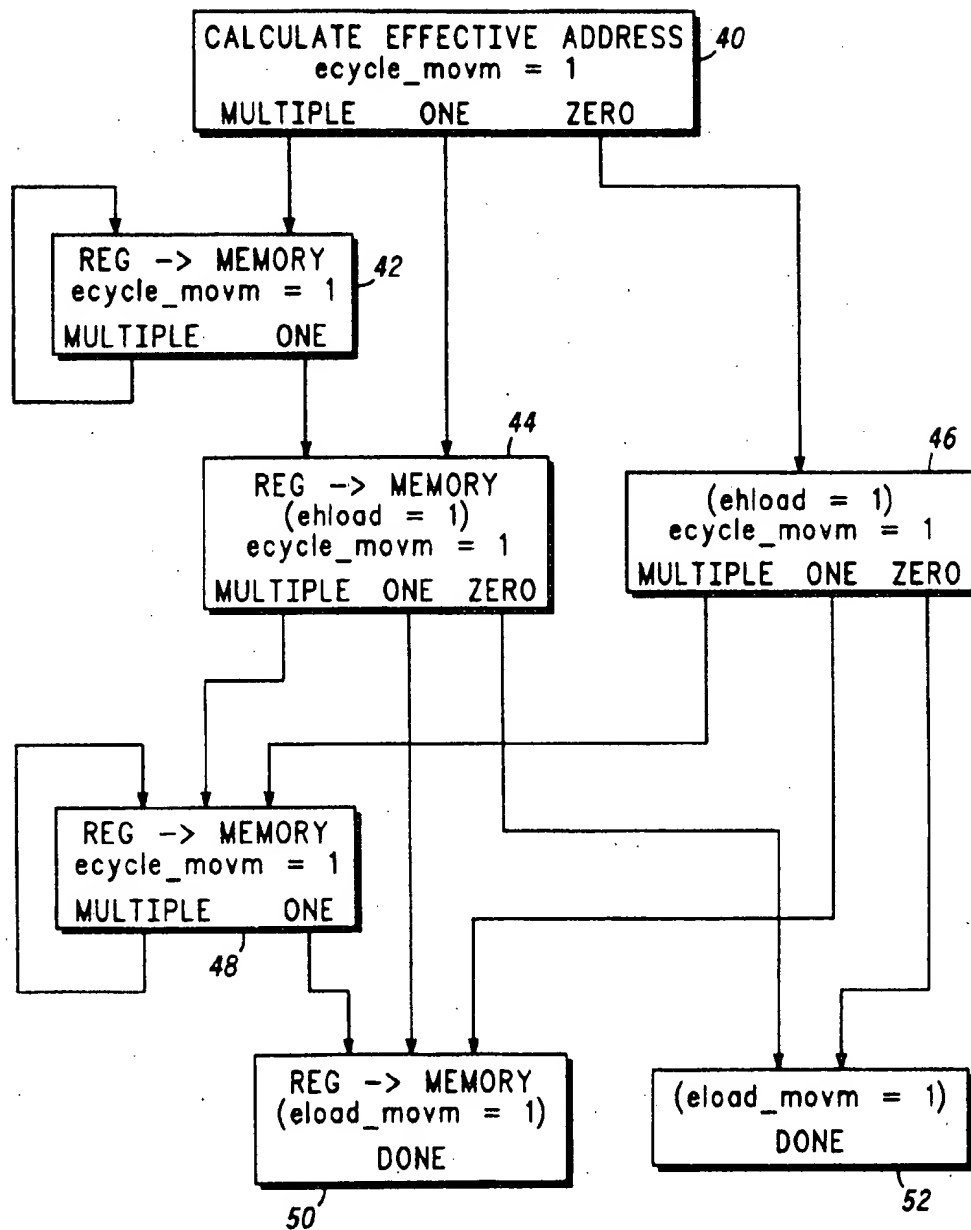 CALCULATE EFFECTIVE ADDRESS
ecycle_movm = 1
MULTIPLE ONE ZERO
40
REG -> MEMORY
ecycle_movm = 1
MULTIPLE ONE
42
44
REG -> MEMORY
(ehload = 1)
ecycle_movm = 1
MULTIPLE ONE ZERO
46
(ehload = 1)
ecycle_movm = 1
MULTIPLE ONE ZERO
REG -> MEMORY
ecycle_movm = 1
MULTIPLE ONE
48
REG -> MEMORY
(eload_movm = 1)
DONE
50
(eload_movm = 1)
DONE
52